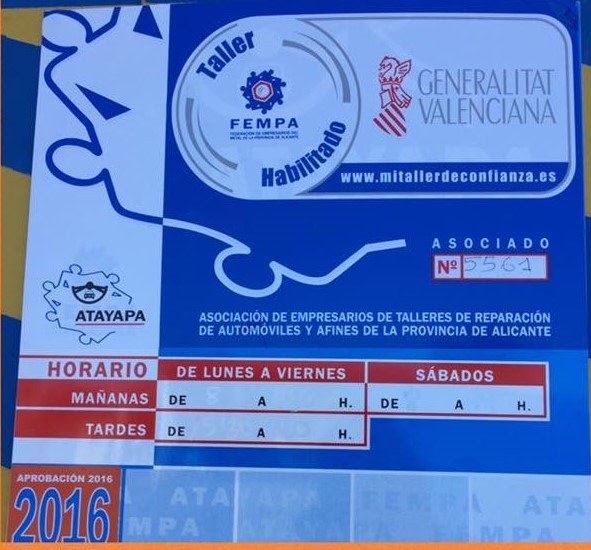 Taller
FEMPA
FEDERACIÓN DE EMPRESARIOS DEL
METAL DE LA PROVINCIA DE ALICANTE
Habilitado
GENERALITAT
VALENCIANA
www.mitallerdeconfianza.es
ASOCIADO
Nº 5561
ATAYAPA
ASOCIACIÓN DE EMPRESARIOS DE TALLERES DE REPARACIÓN
DE AUTOMÓVILES Y AFINES DE LA PROVINCIA DE ALICANTE
HORARIO DE LUNES A VIERNES SÁBADOS
MAÑANAS DE 8 A H. DE A H.
TARDES DE A H.
APROBACIÓN 2016
2016
ATAYAPA FEMPA ATA
MPA ATAYAPA FEMPA